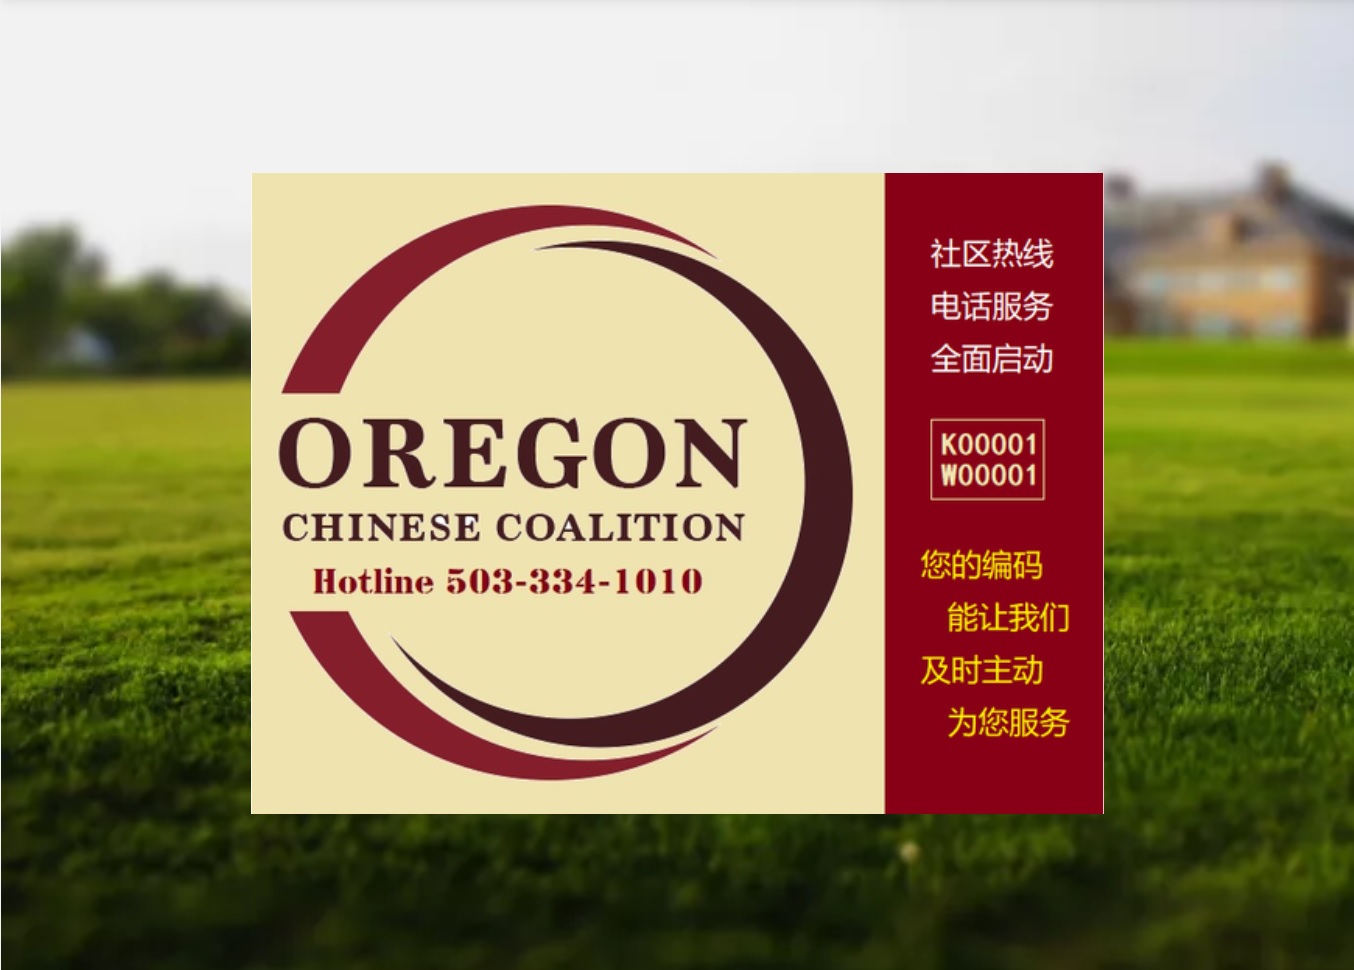 OREGON
CHINESE COALITION
Hotline 503-334-1010
社区热线
电话服务
全面启动
K00001
W00001
您的编码
能让我们
及时主动
为您服务